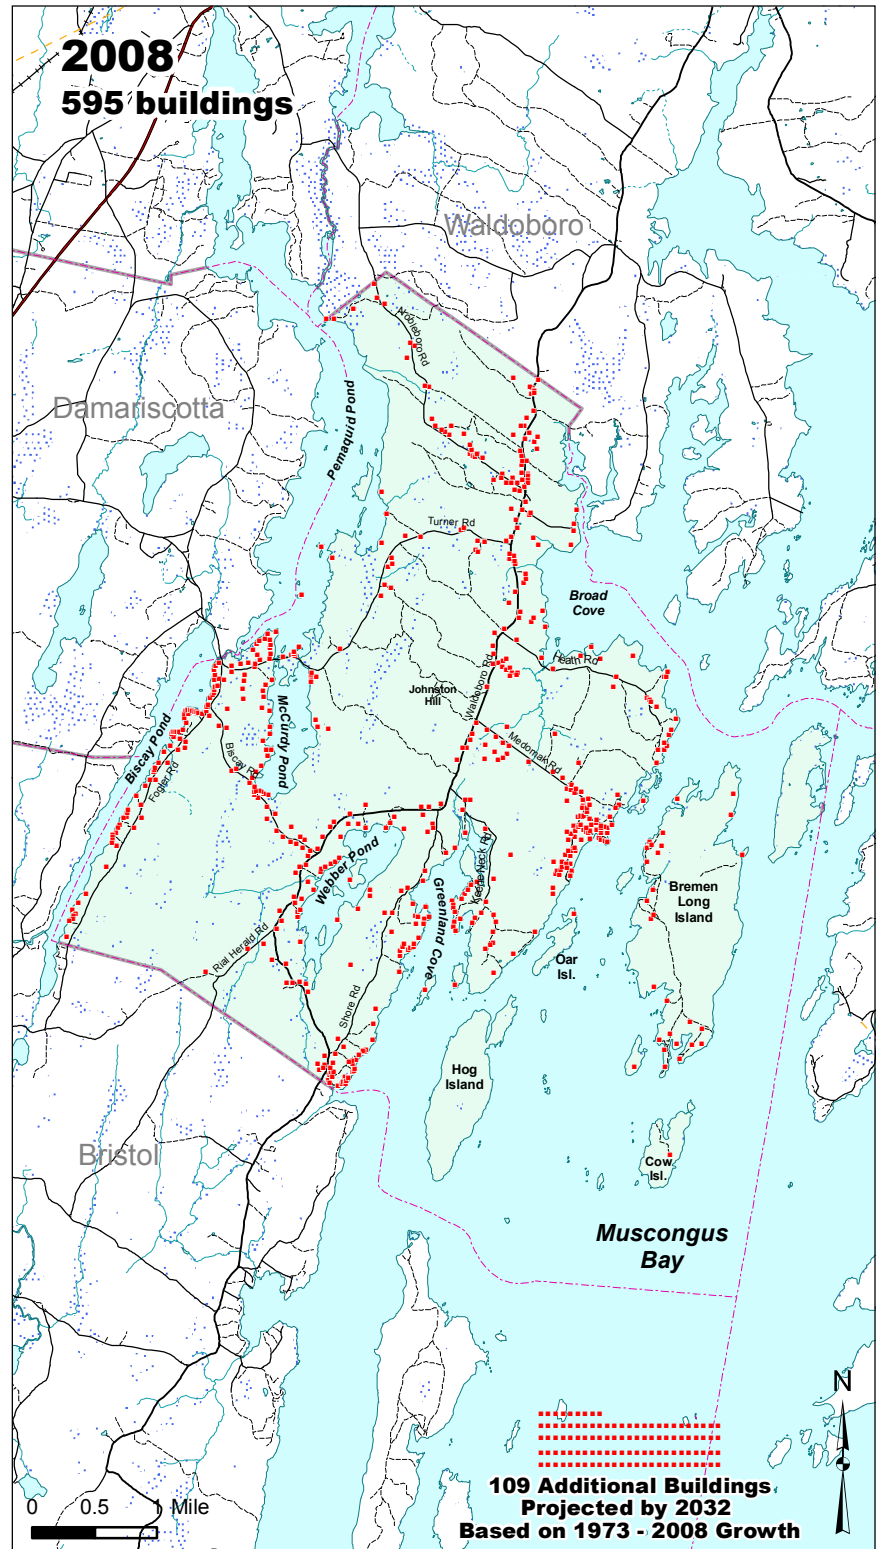 2008
595 buildings
Waldoboro
Nobleboro Rd
Damariscotta
Pemaquid Pond
Turner Rd
Broad
Cove
Heath Rd
Johnston
Hill
Waldoboro Rd
McCurdy Pond
Biscay Pond
Fogler Rd
Biscay Rd
Medomak Rd
Webber Pond
Keene Neck Rd
Greenland Cove
Bremen
Long
Island
Rial Herald Rd
Oar
Isl.
Shore Rd
Hog
Island
Bristol
Cow
Isl.
Muscongus
Bay
N
109 Additional Buildings
Projected by 2032
Based on 1973 - 2008 Growth
0 0.5 1 Mile